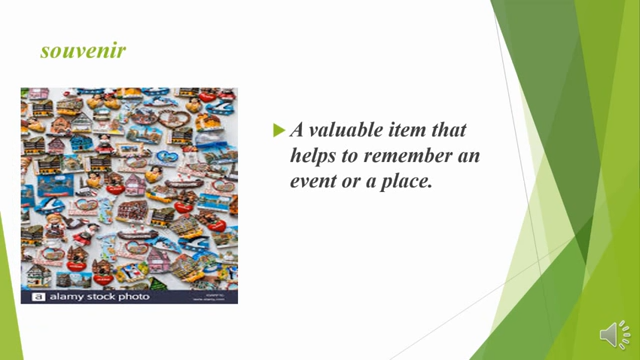 souvenir
A valuable item that
helps to remember an
event or a place.
a alamy stock photo